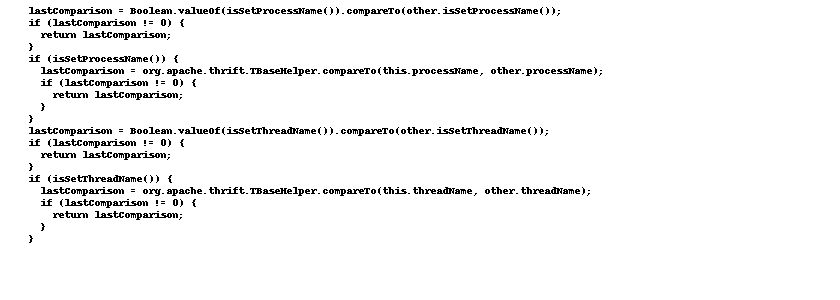 lastComparison = Boolean.valueOf(isSetProcessName()).compareTo(other.isSetProcessName());
if (lastComparison != 0) {
  return lastComparison;
}
if (isSetProcessName()) {
  lastComparison = org.apache.thrift.TBaseHelper.compareTo(this.processName, other.processName);
  if (lastComparison != 0) {
    return lastComparison;
  }
}
lastComparison = Boolean.valueOf(isSetThreadName()).compareTo(other.isSetThreadName());
if (lastComparison != 0) {
  return lastComparison;
}
if (isSetThreadName()) {
  lastComparison = org.apache.thrift.TBaseHelper.compareTo(this.threadName, other.threadName);
  if (lastComparison != 0) {
    return lastComparison;
  }
}